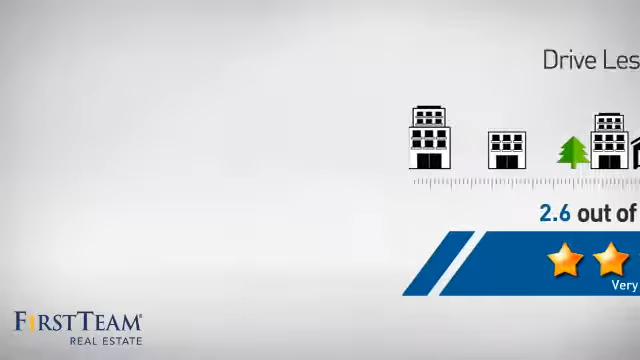 Drive Les
2.6 out of
Very
FIRSTTEAM®
REAL ESTATE